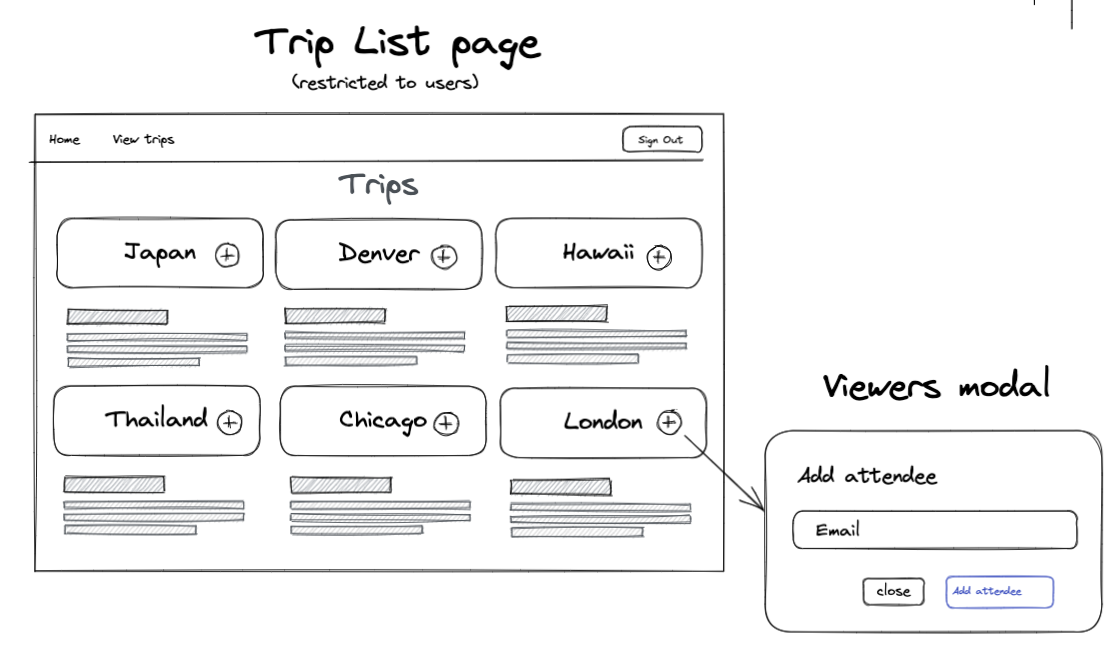 Trip List page
(restricted to users)
Home View trips Sign Out
Trips
Japan Denver Hawaii
Thailand Chicago London
Viewers modal
Add attendee
Email
close Add attendee